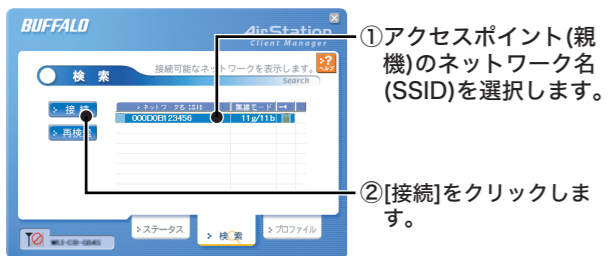 BUFFALO
AirStation
Client Manager
接続可能なネットワークを表示します。
ヘルプ
検 索
Search
接続
再検索
ネットワーク名:SSID
無線モード
000D0B123456
11g/11b
ステータス
検索
プロファイル
①アクセスポイント(親
機)のネットワーク名
(SSID)を選択します。
②[接続]をクリックしま
す。